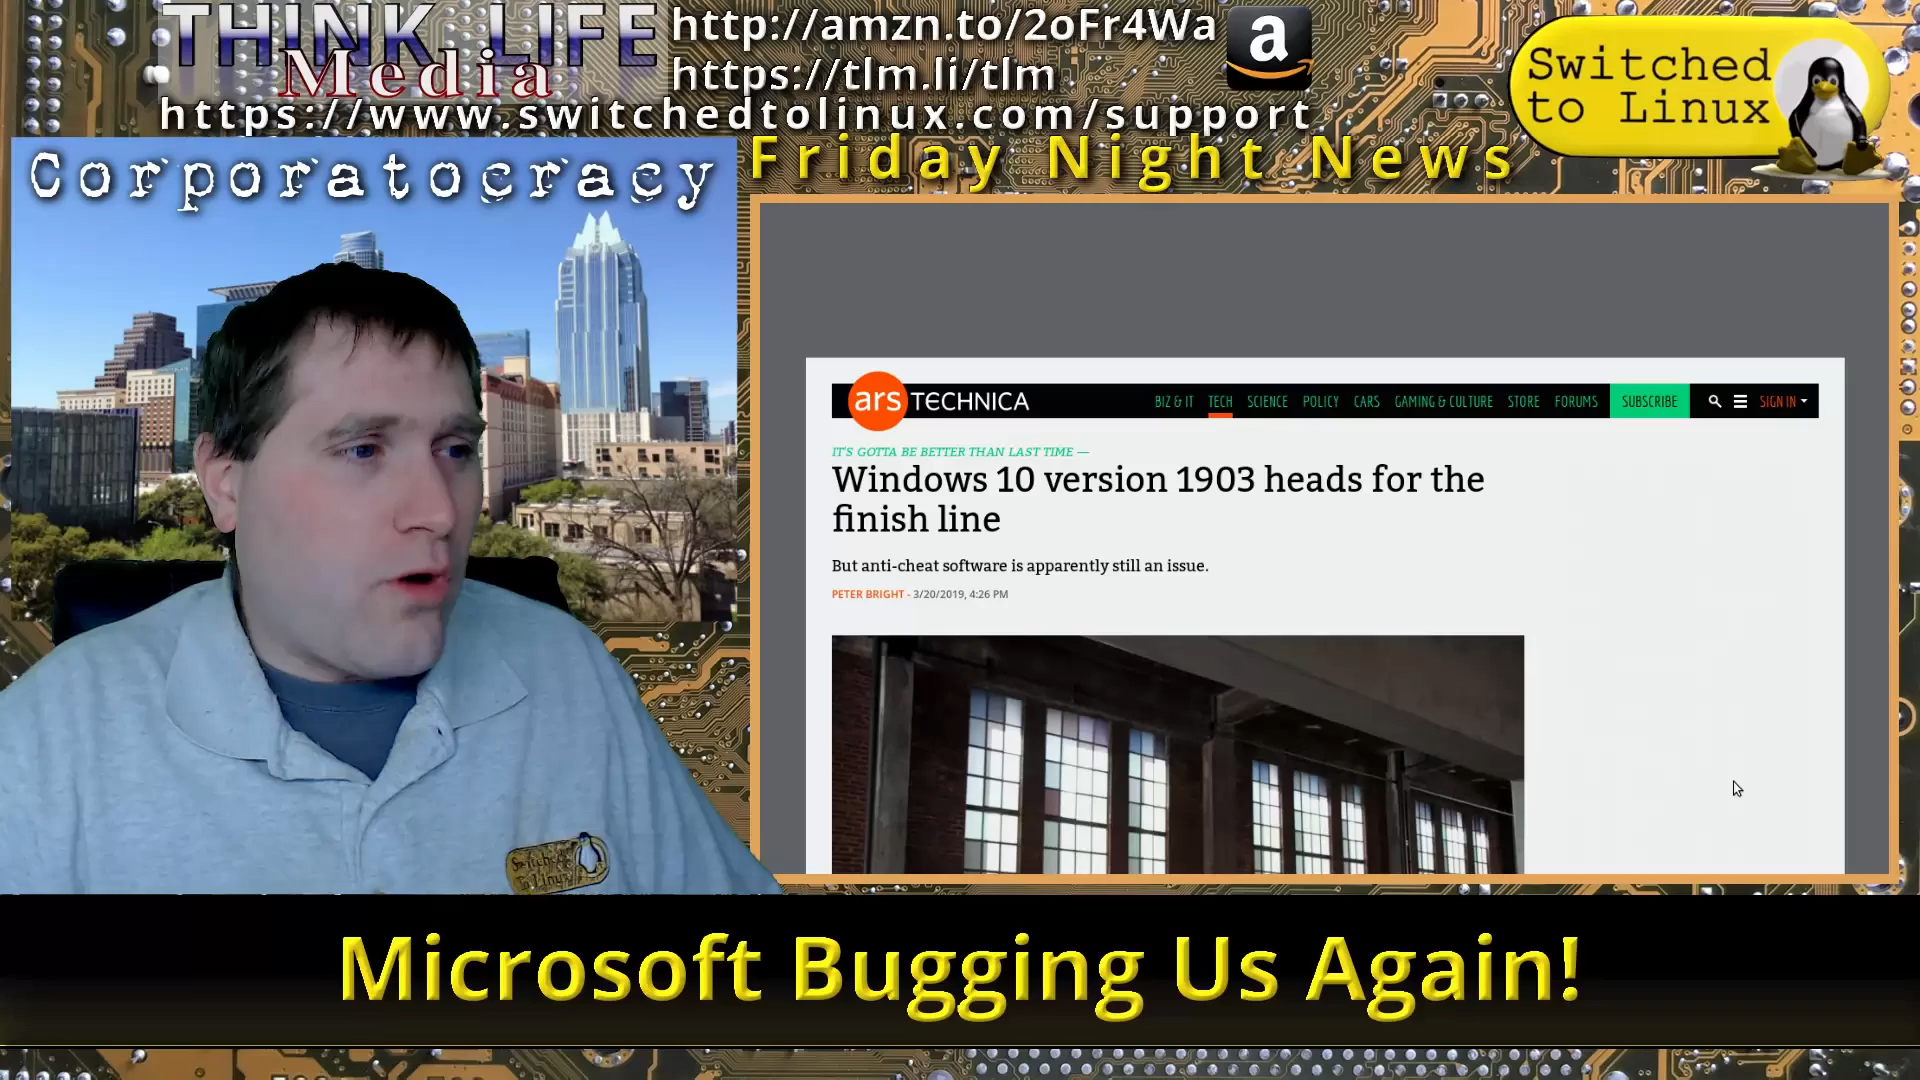 THINK LIFE
Media
http://amzn.to/2oFr4Wa
https://tlm.li/tlm
https://www.switchedtolinux.com/support
a
Switched
to Linux
Corporatocracy
Friday Night News
ars TECHNICA
BIZ & IT TECH SCIENCE POLICY CARS GAMING & CULTURE STORE FORUMS SUBSCRIBE SIGN IN
IT'S GOTTA BE BETTER THAN LAST TIME —
Windows 10 version 1903 heads for the
finish line
But anti-cheat software is apparently still an issue.
PETER BRIGHT - 3/20/2019, 4:26 PM
Switched
to Linux
Microsoft Bugging Us Again!